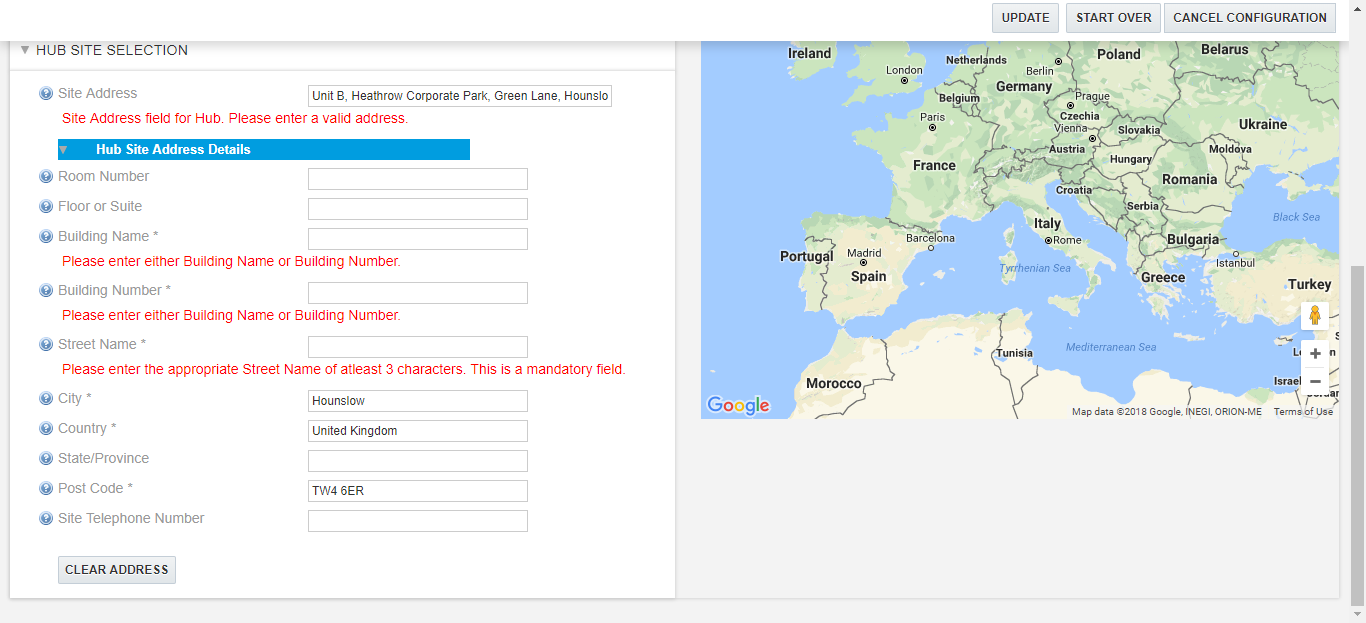 UPDATE
START OVER
CANCEL CONFIGURATION
HUB SITE SELECTION
Site Address
Unit B, Heathrow Corporate Park, Green Lane, Hounslo
Site Address field for Hub. Please enter a valid address.
Hub Site Address Details
Room Number
Floor or Suite
Building Name *
Please enter either Building Name or Building Number.
Building Number *
Please enter either Building Name or Building Number.
Street Name *
Please enter the appropriate Street Name of atleast 3 characters. This is a mandatory field.
City *
Hounslow
Country *
United Kingdom
State/Province
Post Code *
TW4 6ER
Site Telephone Number
CLEAR ADDRESS
Ireland
Netherlands
Poland
Belarus
London
Berlin
Germany
Belgium
Prague
Paris
Czechia
Ukraine
Vienna
Slovakia
Austria
Moldova
France
Hungary
Romania
Croatia
Serbia
Black Sea
Italy
Barcelona
Rome
Bulgaria
Portugal
Madrid
Istanbul
Spain
Tyrrhenian Sea
Greece
Turkey
Tunisia
Mediterranean Sea
Israel
Morocco
Google
Map data ©2018 Google, INEGI, ORION-ME
Terms of Use